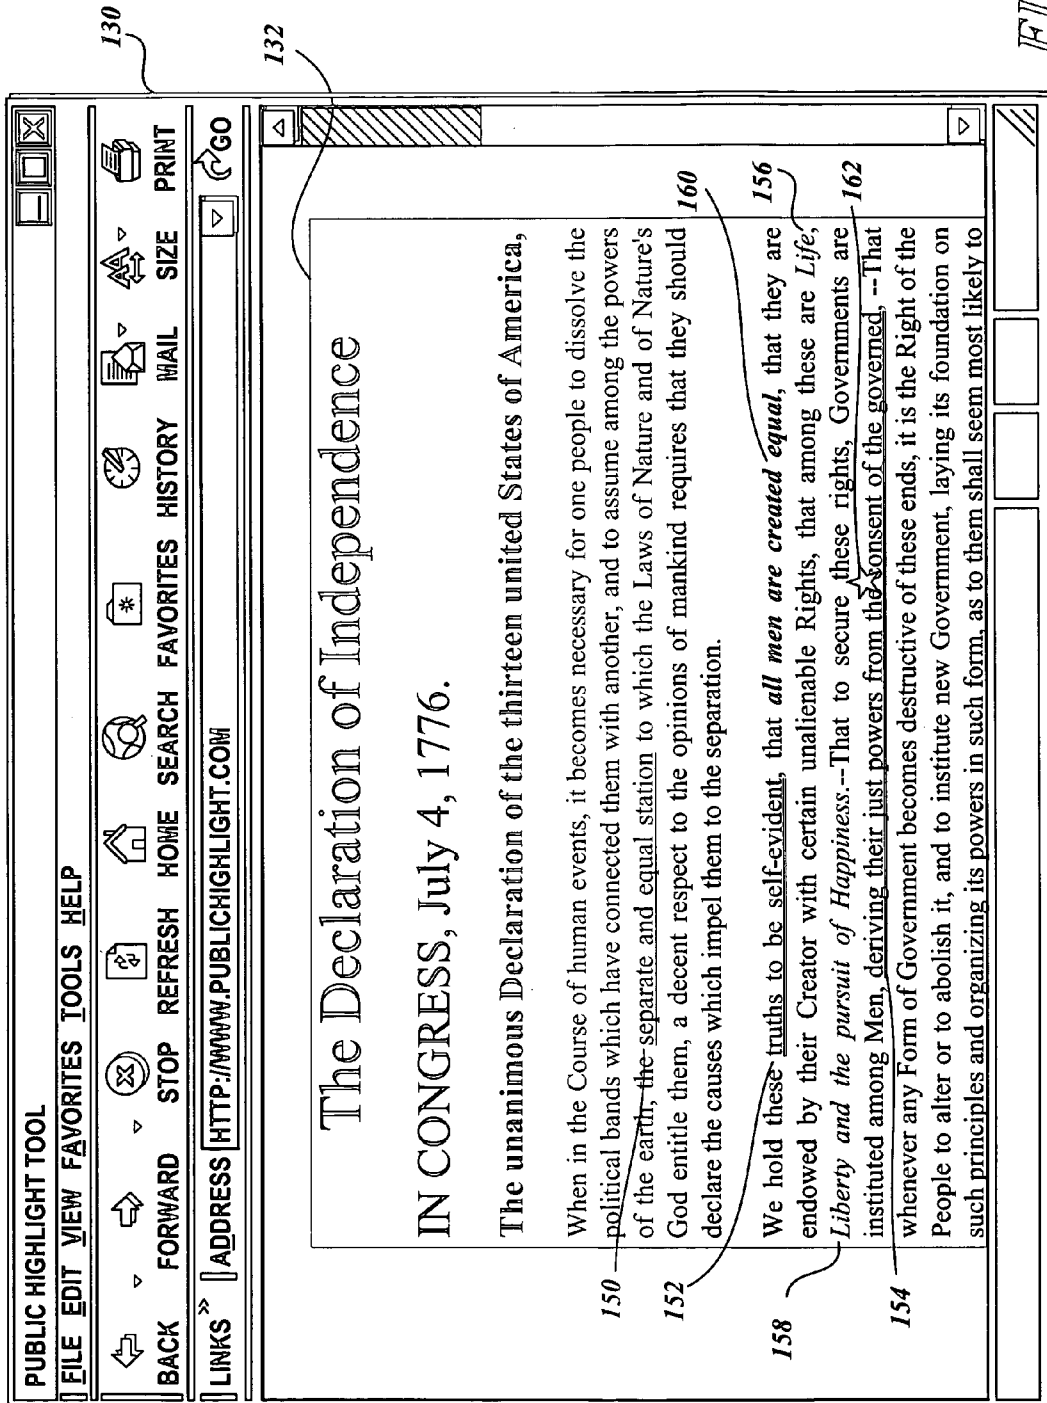 PUBLIC HIGHLIGHT TOOL
FILE EDIT VIEW FAVORITES TOOLS HELP
BACK FORWARD STOP REFRESH HOME SEARCH FAVORITES HISTORY MAIL SIZE PRINT
LINKS » ADDRESS HTTP://WWW.PUBLICHIGHLIGHT.COM GO
130
132
The Declaration of Independence
IN CONGRESS, July 4, 1776.
The unanimous Declaration of the thirteen united States of America,
When in the Course of human events, it becomes necessary for one people to dissolve the
political bands which have connected them with another, and to assume among the powers
of the earth, the separate and equal station to which the Laws of Nature and of Nature's
God entitle them, a decent respect to the opinions of mankind requires that they should
declare the causes which impel them to the separation.
150
152
160
We hold these truths to be self-evident, that all men are created equal, that they are
endowed by their Creator with certain unalienable Rights, that among these are Life,
Liberty and the pursuit of Happiness.--That to secure these rights, Governments are
instituted among Men, deriving their just powers from the consent of the governed, --That
whenever any Form of Government becomes destructive of these ends, it is the Right of the
People to alter or to abolish it, and to institute new Government, laying its foundation on
such principles and organizing its powers in such form, as to them shall seem most likely to
156
158
162
154